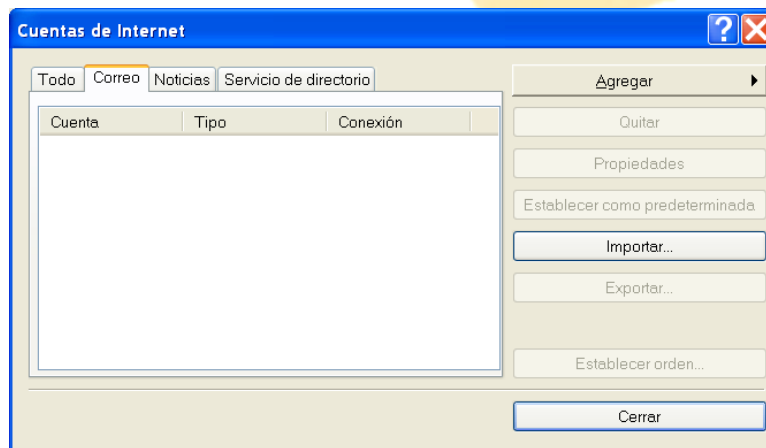 Cuentas de Internet
Todo Correo Noticias Servicio de directorio
Cuenta Tipo Conexión
Agregar
Quitar
Propiedades
Establecer como predeterminada
Importar...
Exportar...
Establecer orden...
Cerrar